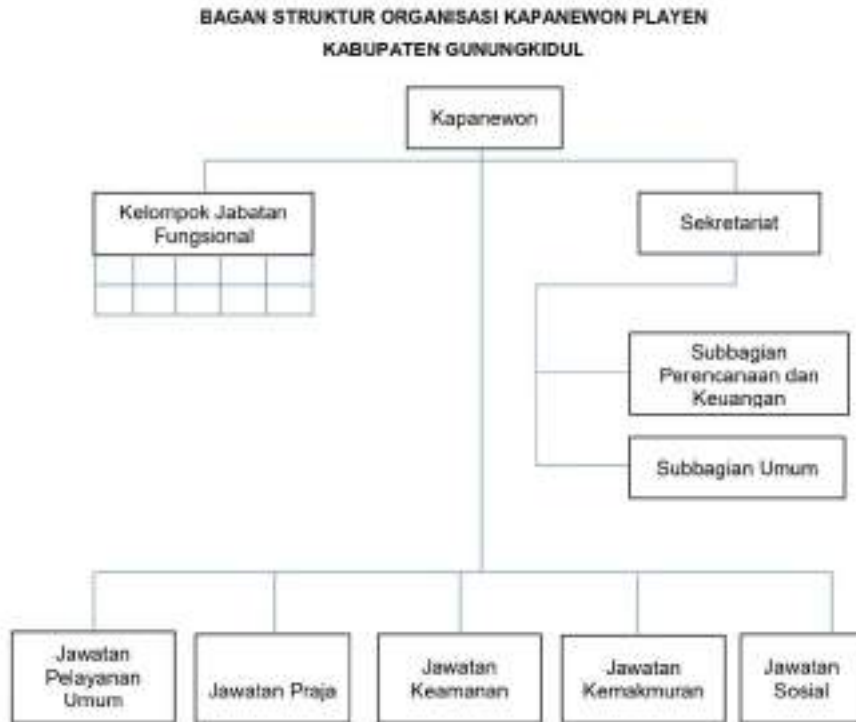 BAGAN STRUKTUR ORGANISASI KAPANEWON PLAYEN
KABUPATEN GUNUNGKIDUL
Kapanewon
Kelompok Jabatan
Fungsional
Sekretariat
Subbagian
Perencanaan dan
Keuangan
Subbagian Umum
Jawatan
Pelayanan
Umum
Jawatan Praja
Jawatan
Keamanan
Jawatan
Kemakmuran
Jawatan
Sosial